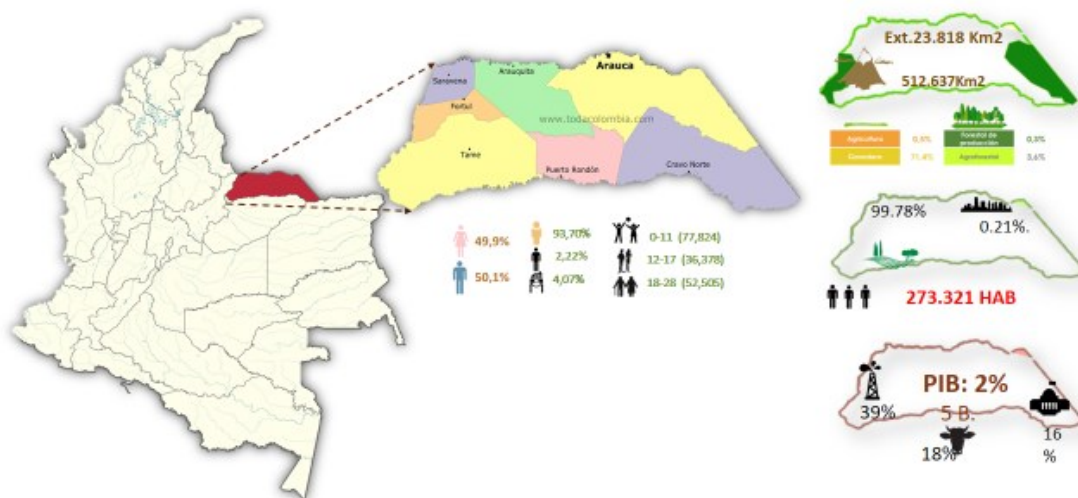 Saravena
Arauquita
Arauca
Fortul
www.todacolombia.com
Tame
Puerto Rondón
Cravo Norte
49,9%
50,1%
93,70%
2,22%
4,07%
0-11 (77,824)
12-17 (36,378)
18-28 (52,505)
Ext.23.818 Km2
512.637Km2
Agricultura
Ganadera 71,4%
Forestal de
producción 0,3%
Agroforestal 3,6%
99.78%
0.21%.
273.321 HAB
PIB: 2%
39%
5 B.
18%
16
%